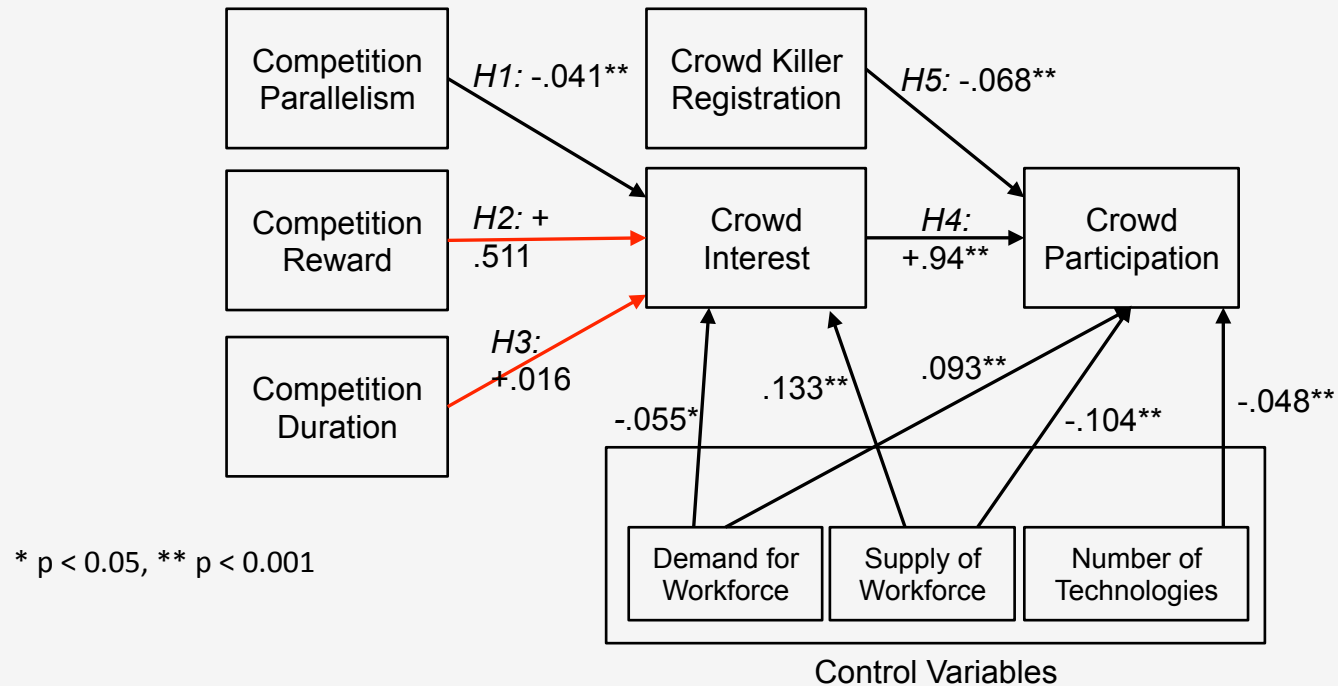 Competition
Parallelism
H1: -.041**
Crowd Killer
Registration
H5: -.068**
Competition
Reward
H2: +
.511
Crowd
Interest
H4:
+.94**
Crowd
Participation
Competition
Duration
H3:
+.016
-.055*
.133**
.093**
-.104**
-.048**
* p < 0.05, ** p < 0.001
Demand for
Workforce
Supply of
Workforce
Number of
Technologies
Control Variables